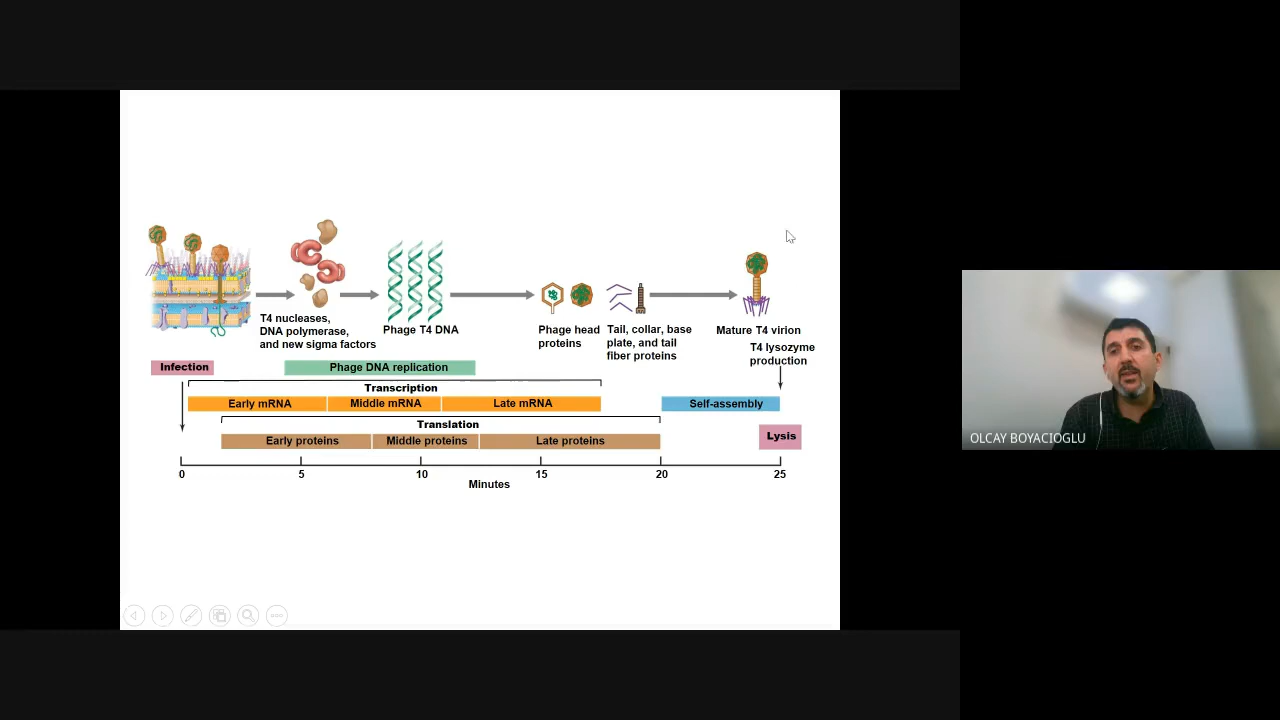 T4 nucleases,
DNA polymerase,
and new sigma factors
Phage T4 DNA
Phage head
proteins
Tail, collar, base
plate, and tail
fiber proteins
Mature T4 virion
T4 lysozyme
production
Infection
Phage DNA replication
Transcription
Early mRNA
Middle mRNA
Late mRNA
Self-assembly
Translation
Early proteins
Middle proteins
Late proteins
Lysis
0
5
10
15
20
25
Minutes
OLCAY BOYACIOGLU